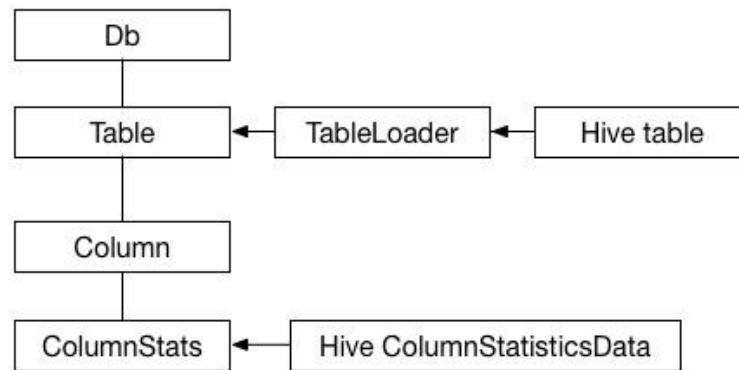 Db
Table
TableLoader
Hive table
Column
ColumnStats
Hive ColumnStatisticsData